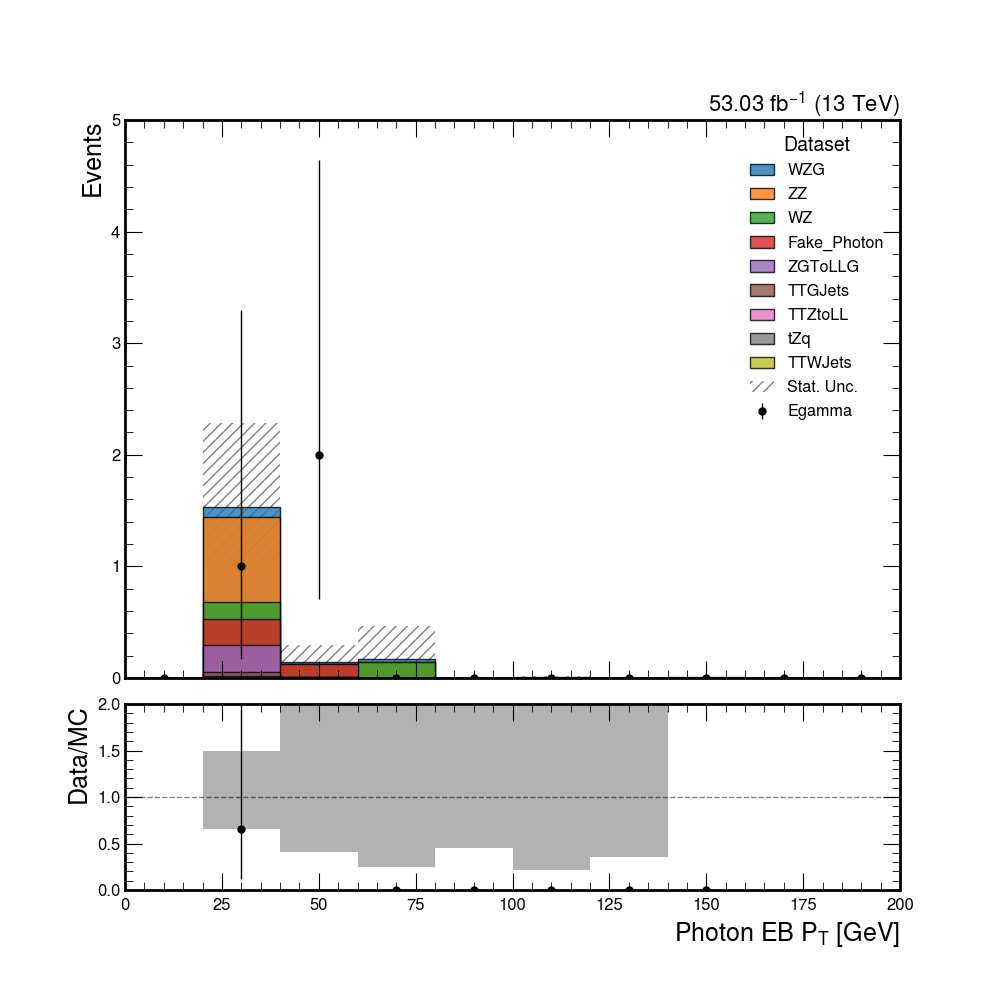 53.03 fb⁻¹ (13 TeV)
Events
5
4
3
2
1
0
Dataset
WZG
ZZ
WZ
Fake_Photon
ZGToLLG
TTGJets
TTZtoLL
tZq
TTWJets
Stat. Unc.
Egamma
Data/MC
2.0
1.5
1.0
0.5
0.0
0 25 50 75 100 125 150 175 200
Photon EB P_T [GeV]